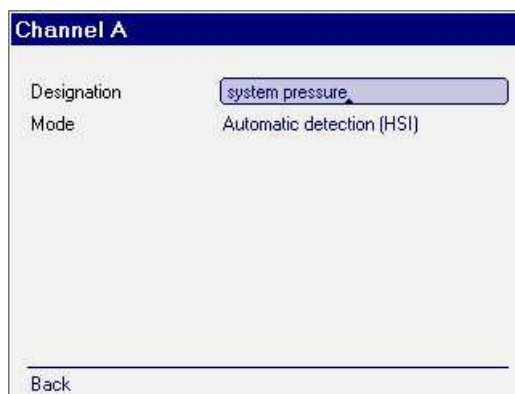 Channel A
Designation system pressure
Mode Automatic detection (HSI)
Back